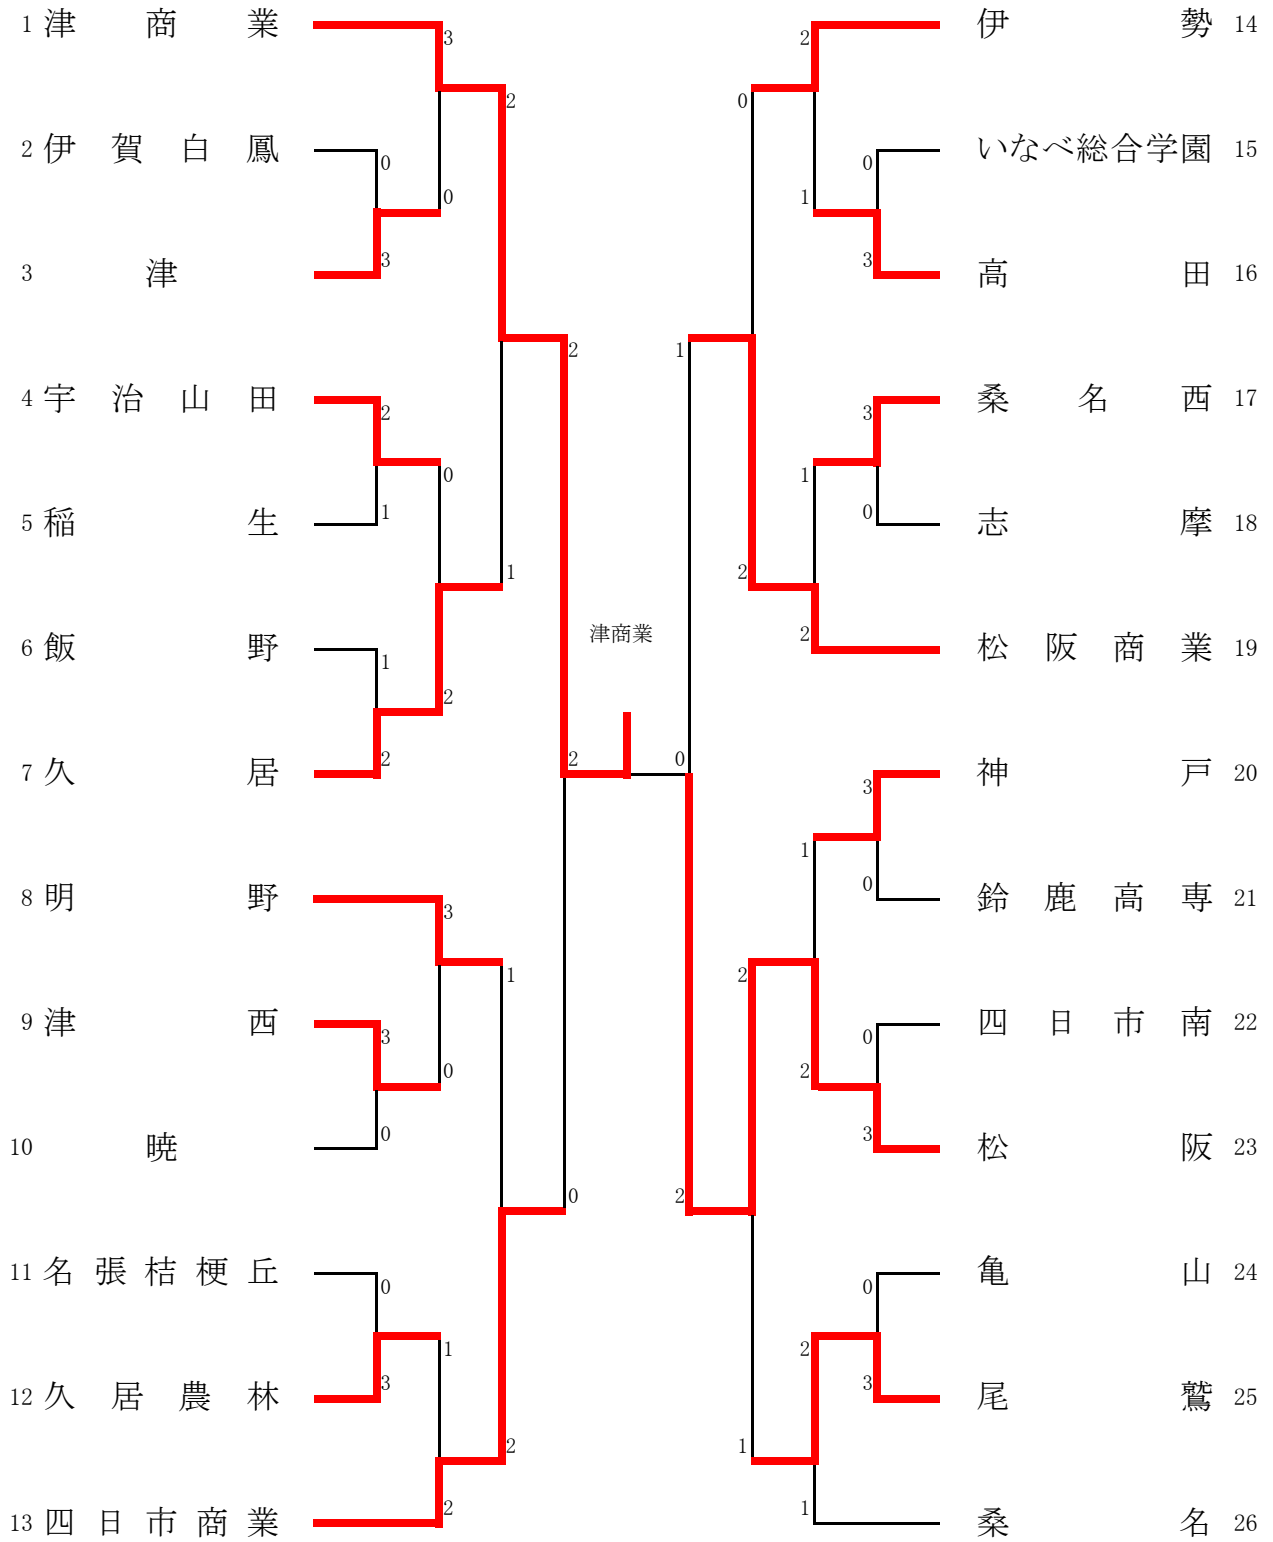 1 津商業
3
2
2 伊賀白鳳
0
0
3 津
3
2
4 宇治山田
2
0
5 稲生
1
1
6 飯野
1
2
7 久居
2
2
8 明野
3
1
9 津西
3
0
10 暁
0
0
11 名張桔梗丘
0
1
12 久居農林
3
2
13 四日市商業
2
津商業
伊勢 14
2
0
いなべ総合学園 15
0
1
高田 16
3
1
桑名西 17
3
1
志摩 18
0
2
松阪商業 19
2
0
神戸 20
3
1
鈴鹿高専 21
0
2
四日市南 22
0
2
松阪 23
3
2
亀山 24
0
2
尾鷲 25
3
1
桑名 26
1